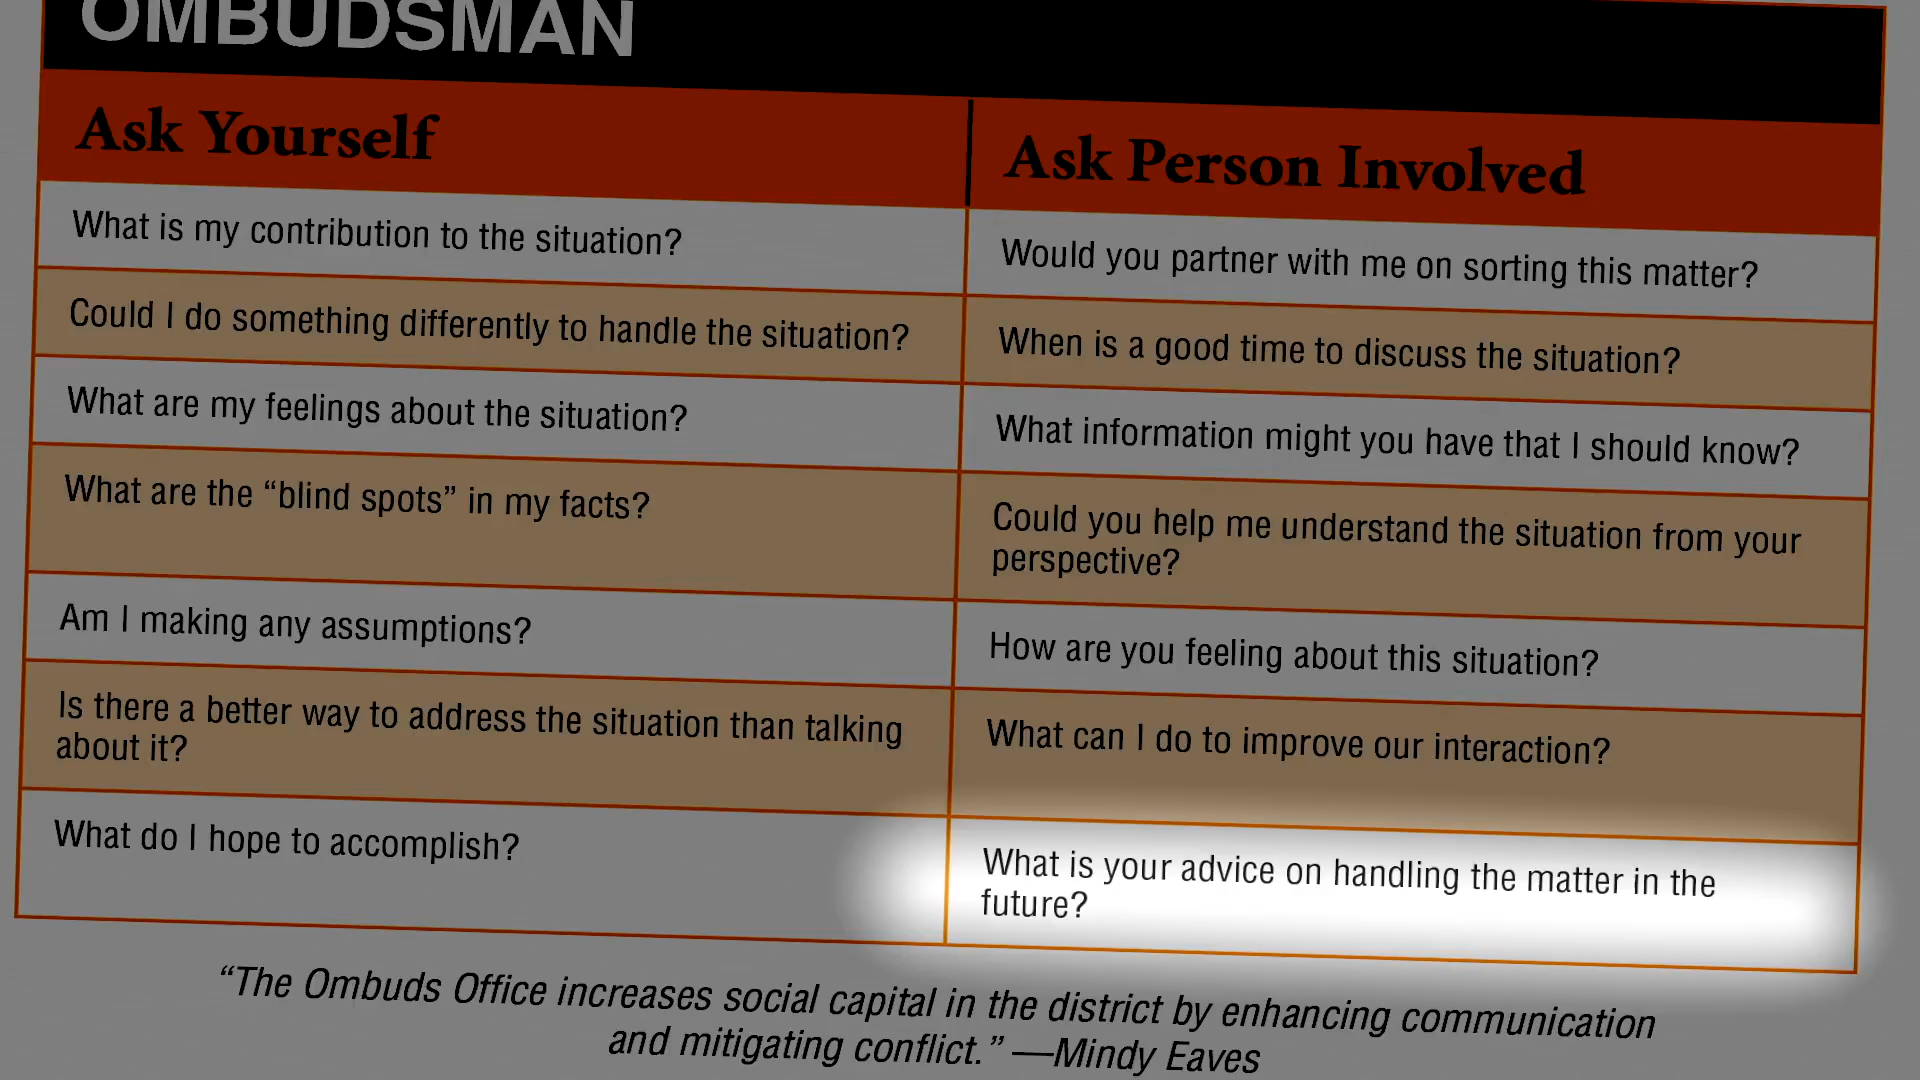 OMBUDSMAN
Ask Yourself
Ask Person Involved
What is my contribution to the situation?
Would you partner with me on sorting this matter?
Could I do something differently to handle the situation?
When is a good time to discuss the situation?
What are my feelings about the situation?
What information might you have that I should know?
What are the “blind spots” in my facts?
Could you help me understand the situation from your
perspective?
Am I making any assumptions?
How are you feeling about this situation?
Is there a better way to address the situation than talking
about it?
What can I do to improve our interaction?
What do I hope to accomplish?
What is your advice on handling the matter in the
future?
“The Ombuds Office increases social capital in the district by enhancing communication
and mitigating conflict.” —Mindy Eaves